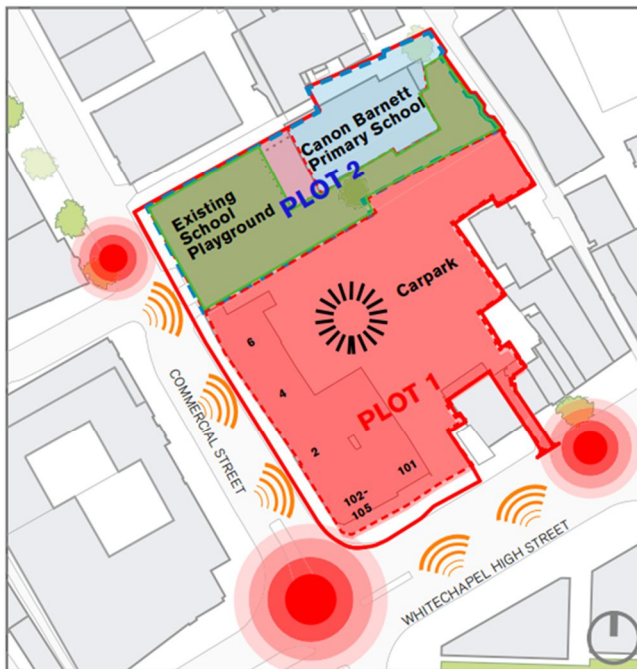 Canon Barnett
Primary School
Existing
School
Playground
PLOT 2
Carpark
6
4
2
PLOT 1
101
102-
105
COMMERCIAL STREET
WHITECHAPEL HIGH STREET